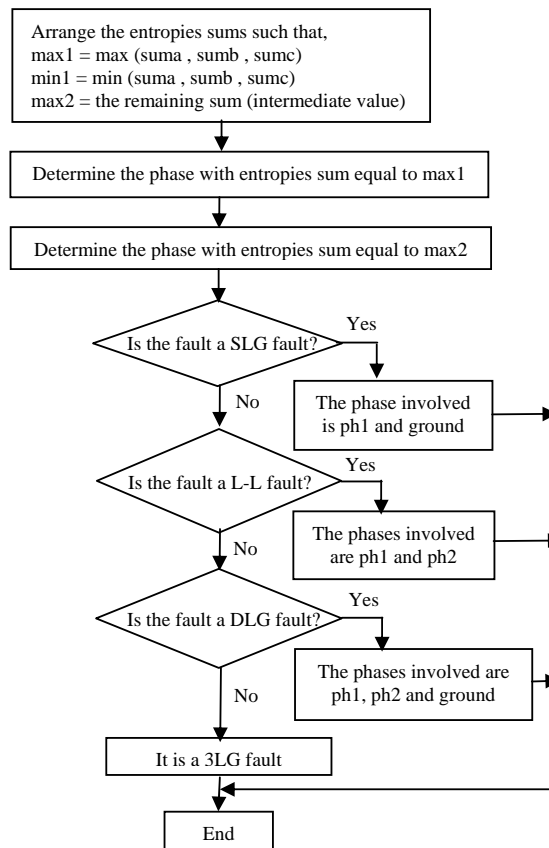 Arrange the entropies sums such that,
max1 = max (suma , sumb , sumc)
min1 = min (suma , sumb , sumc)
max2 = the remaining sum (intermediate value)
Determine the phase with entropies sum equal to max1
Determine the phase with entropies sum equal to max2
Is the fault a SLG fault?
Yes
The phase involved
is ph1 and ground
No
Is the fault a L-L fault?
Yes
The phases involved
are ph1 and ph2
No
Is the fault a DLG fault?
Yes
The phases involved are
ph1, ph2 and ground
No
It is a 3LG fault
End